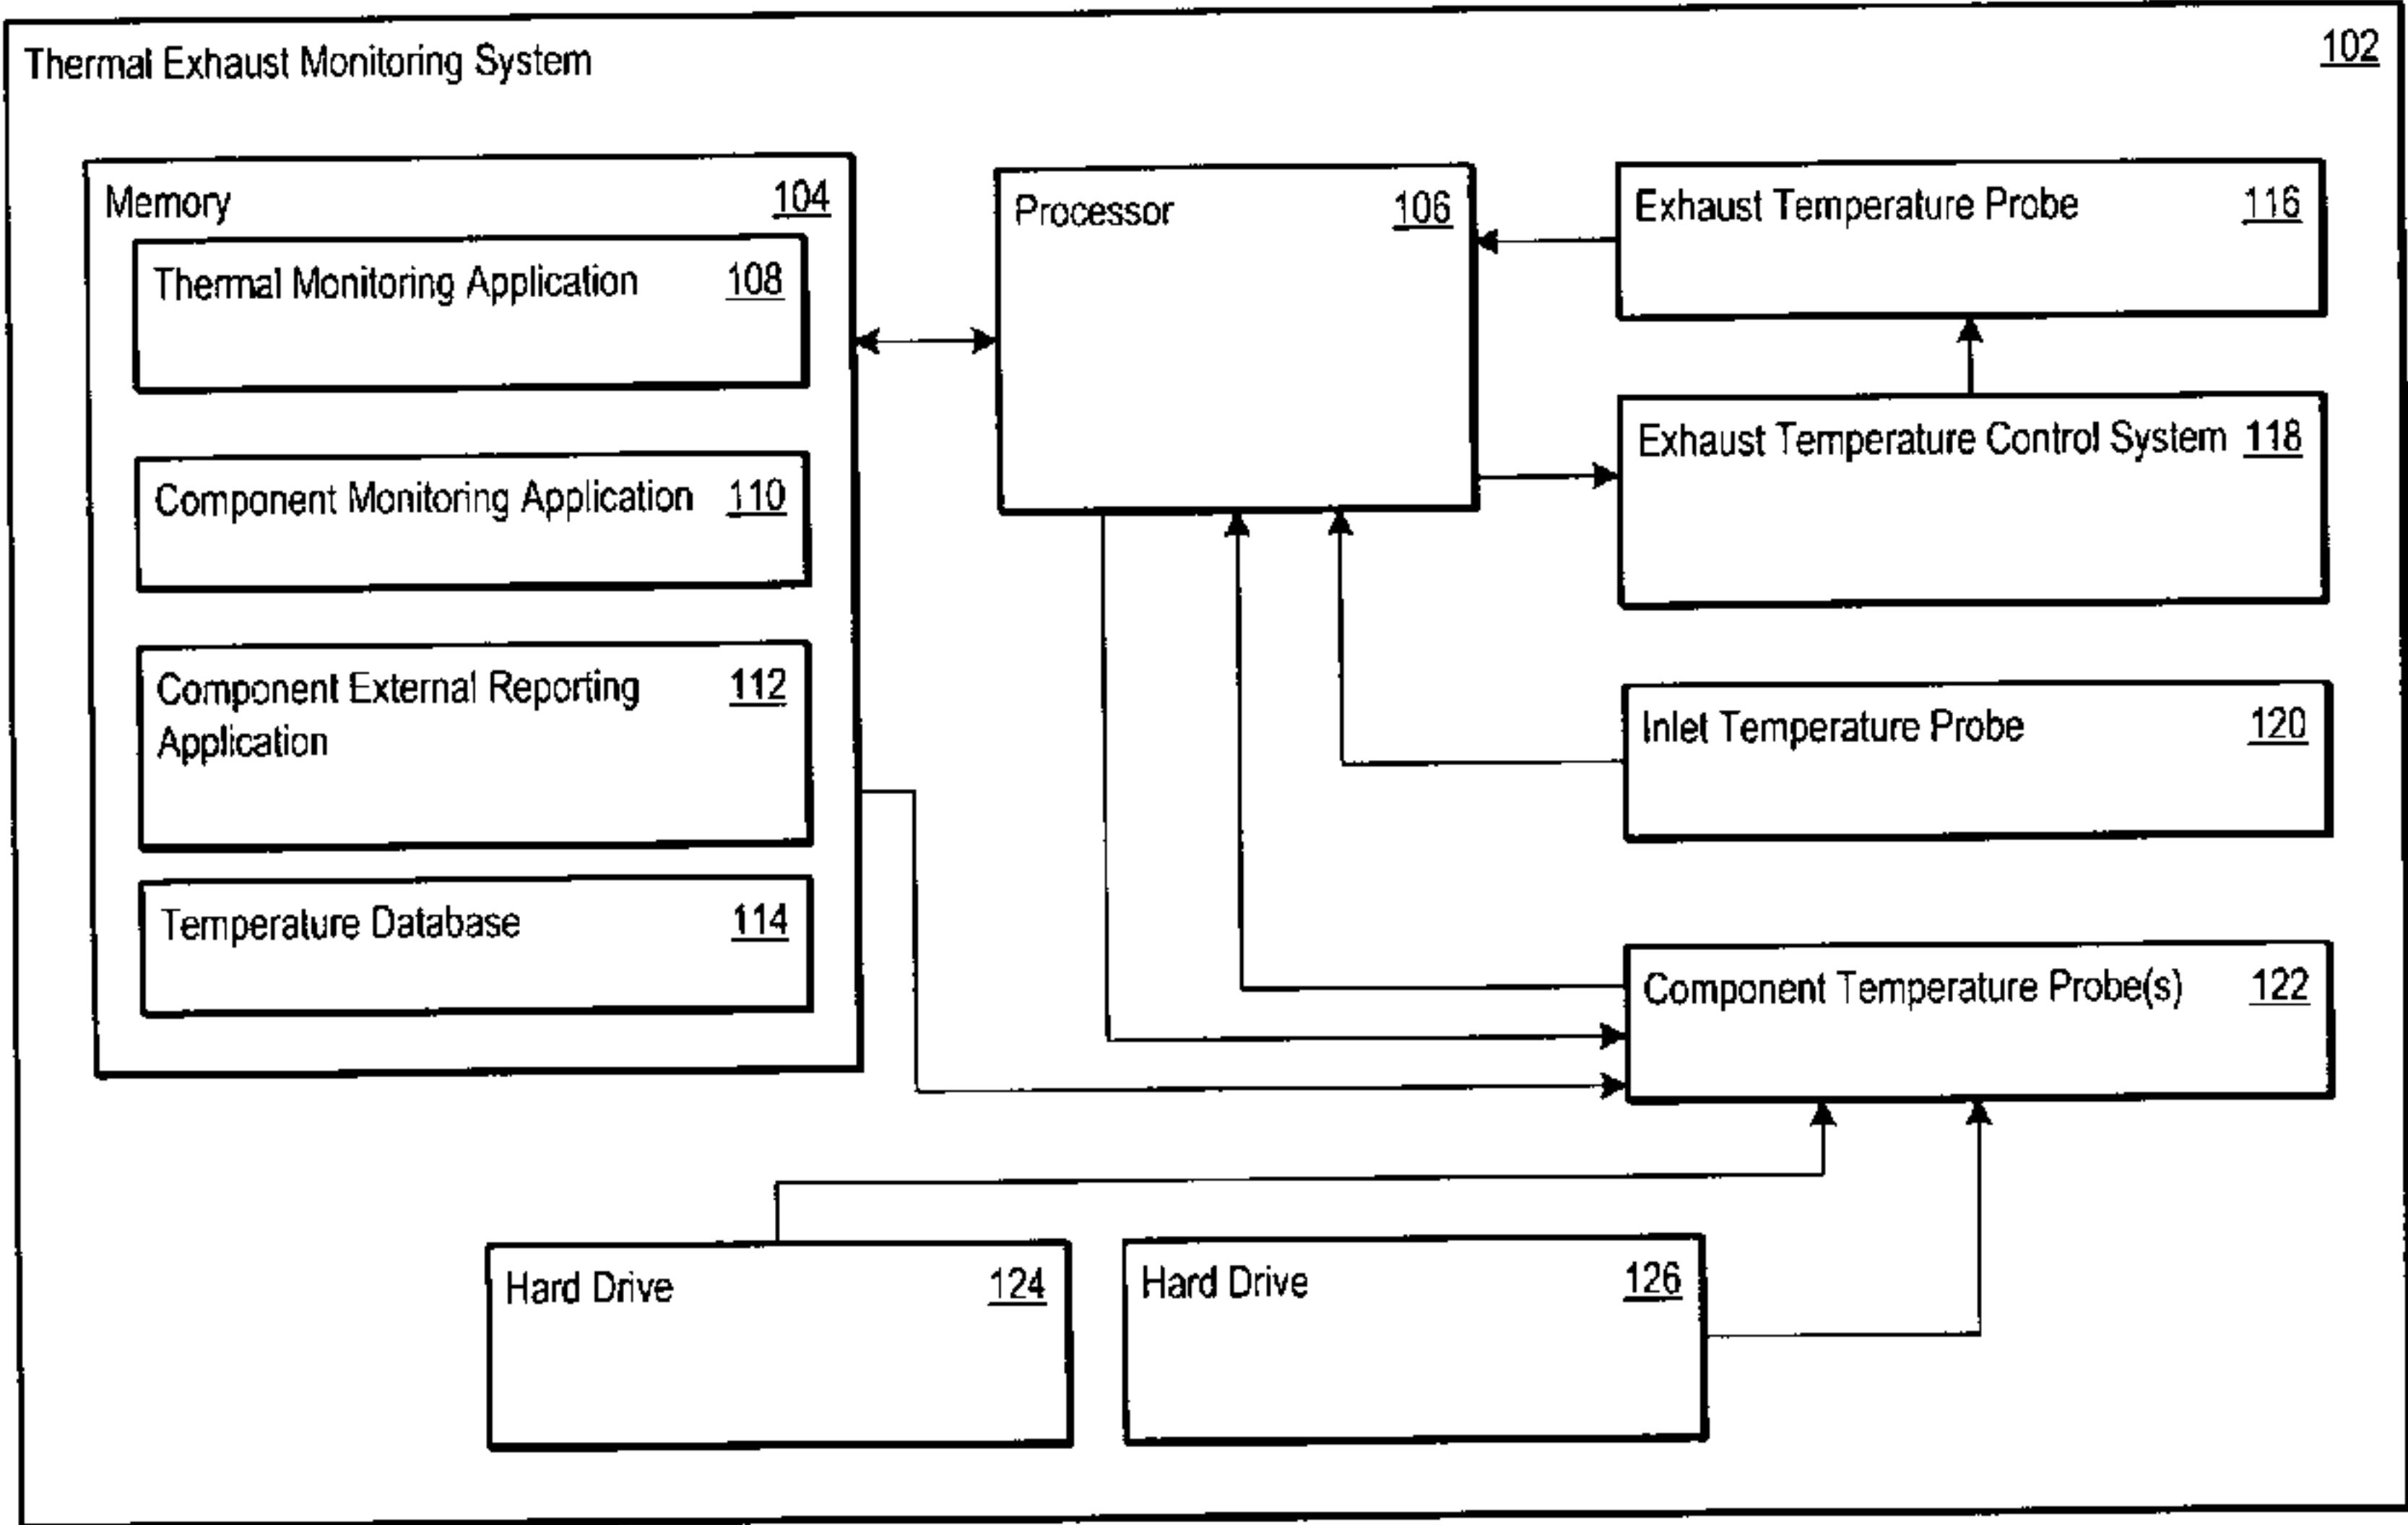 Thermal Exhaust Monitoring System 102
Memory 104
Thermal Monitoring Application 108
Component Monitoring Application 110
Component External Reporting 112
Application
Temperature Database 114
Processor 106
Exhaust Temperature Probe 116
Exhaust Temperature Control System 118
Inlet Temperature Probe 120
Component Temperature Probe(s) 122
Hard Drive 124
Hard Drive 126